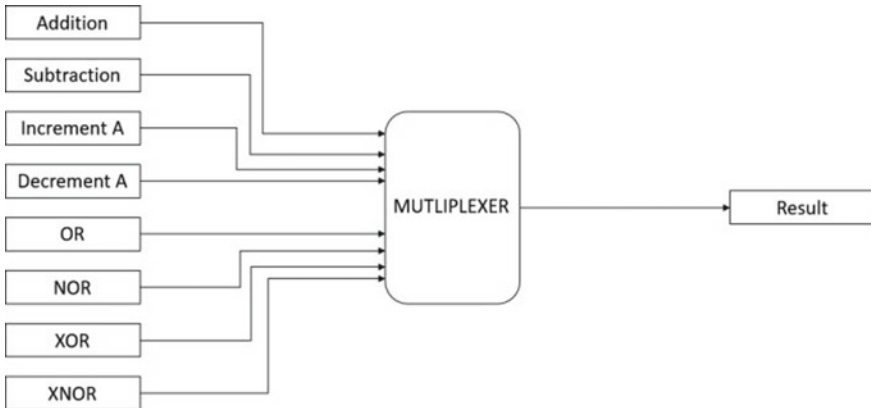 Addition
Subtraction
Increment A
Decrement A
OR
NOR
XOR
XNOR
MUTLIPLEXER
Result